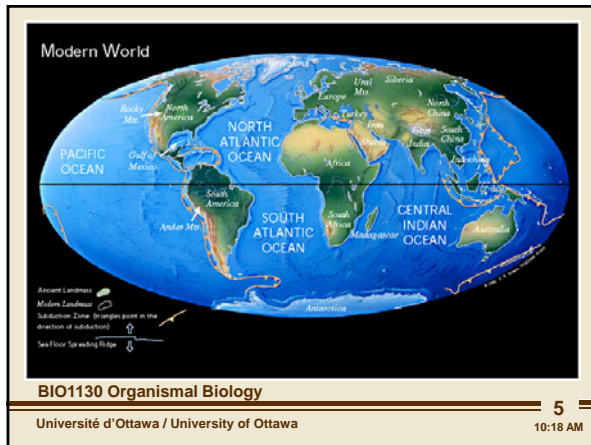 Modern World
Greenland
Siberia
Ural
Mts.
Europe
Rocky
Mts.
North
America
North
China
Turkey
Iran
NORTH
ATLANTIC
OCEAN
South
China
Arabia
India
PACIFIC
OCEAN
Gulf of
Mexico
Africa
Indochina
South
America
CENTRAL
INDIAN
OCEAN
SOUTH
ATLANTIC
OCEAN
South
Africa
Andes Mts.
Madagascar
Australia
Ancient Landmass
Modern Landmass
Subduction Zone (triangles point in the
direction of subduction)
Sea Floor Spreading Ridge
Antarctica
BIO1130 Organismal Biology
Université d'Ottawa / University of Ottawa
5
10:18 AM